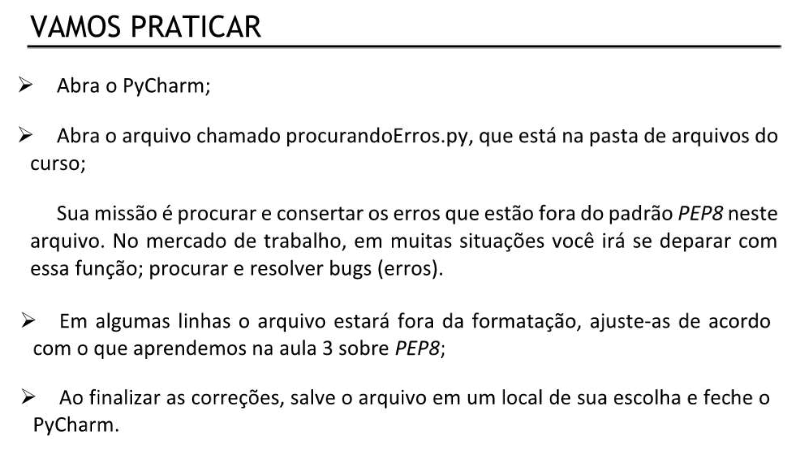 VAMOS PRATICAR
➢ Abra o PyCharm;
➢ Abra o arquivo chamado procurandoErros.py, que está na pasta de arquivos do
curso;
Sua missão é procurar e consertar os erros que estão fora do padrão PEP8 neste
arquivo. No mercado de trabalho, em muitas situações você irá se deparar com
essa função; procurar e resolver bugs (erros).
➢ Em algumas linhas o arquivo estará fora da formatação, ajuste-as de acordo
com o que aprendemos na aula 3 sobre PEP8;
➢ Ao finalizar as correções, salve o arquivo em um local de sua escolha e feche o
PyCharm.